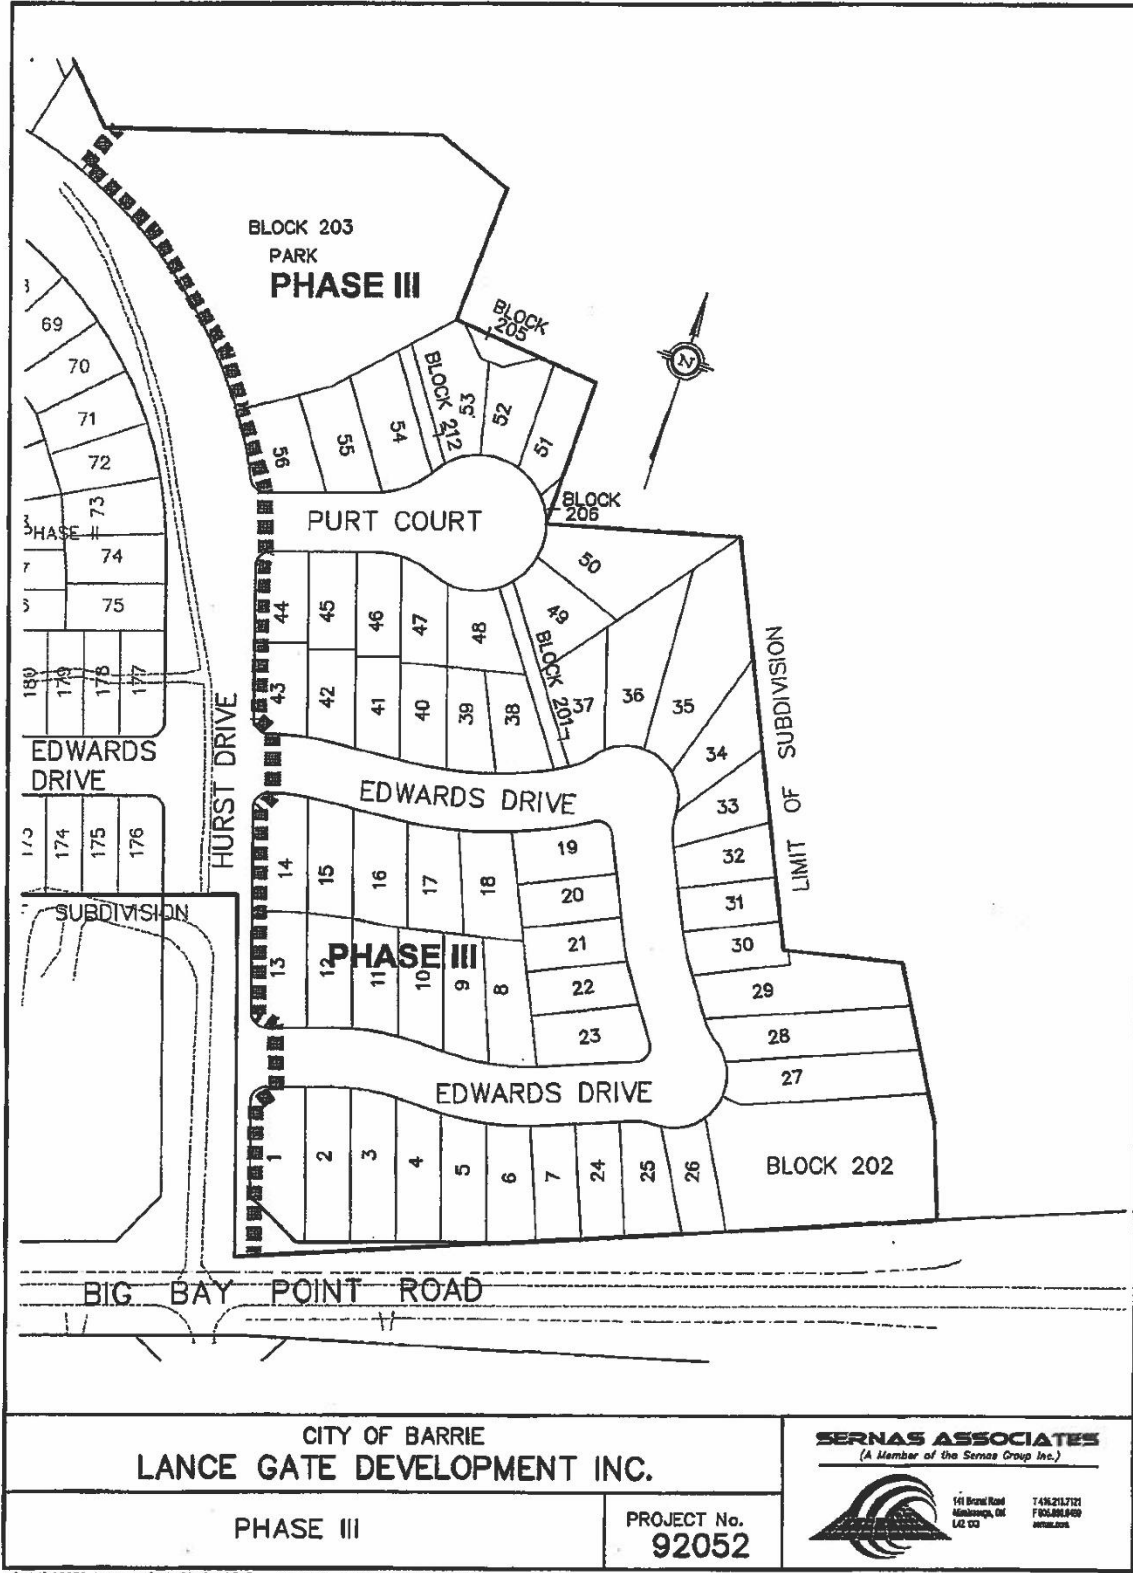 BLOCK 203
PARK
PHASE III
BLOCK
205
69
70
71
72
73
PHASE II
74
75
BLOCK 212
53
52
51
54
55
56
N
BLOCK
206
PURT COURT
50
49
44
45
46
47
48
BLOCK 201
43
42
41
40
39
38
37
36
35
34
33
32
31
30
29
28
27
LIMIT OF SUBDIVISION
180
179
178
177
EDWARDS
DRIVE
HURST DRIVE
EDWARDS DRIVE
173
174
175
176
14
15
16
17
18
19
20
21
22
23
SUBDIVISION
PHASE III
13
12
11
10
9
8
EDWARDS DRIVE
1
2
3
4
5
6
7
24
25
26
BLOCK 202
BIG BAY POINT ROAD
CITY OF BARRIE
LANCE GATE DEVELOPMENT INC.
PHASE III
PROJECT No.
92052
SERNAS ASSOCIATES
(A Member of the Sernas Group Inc.)